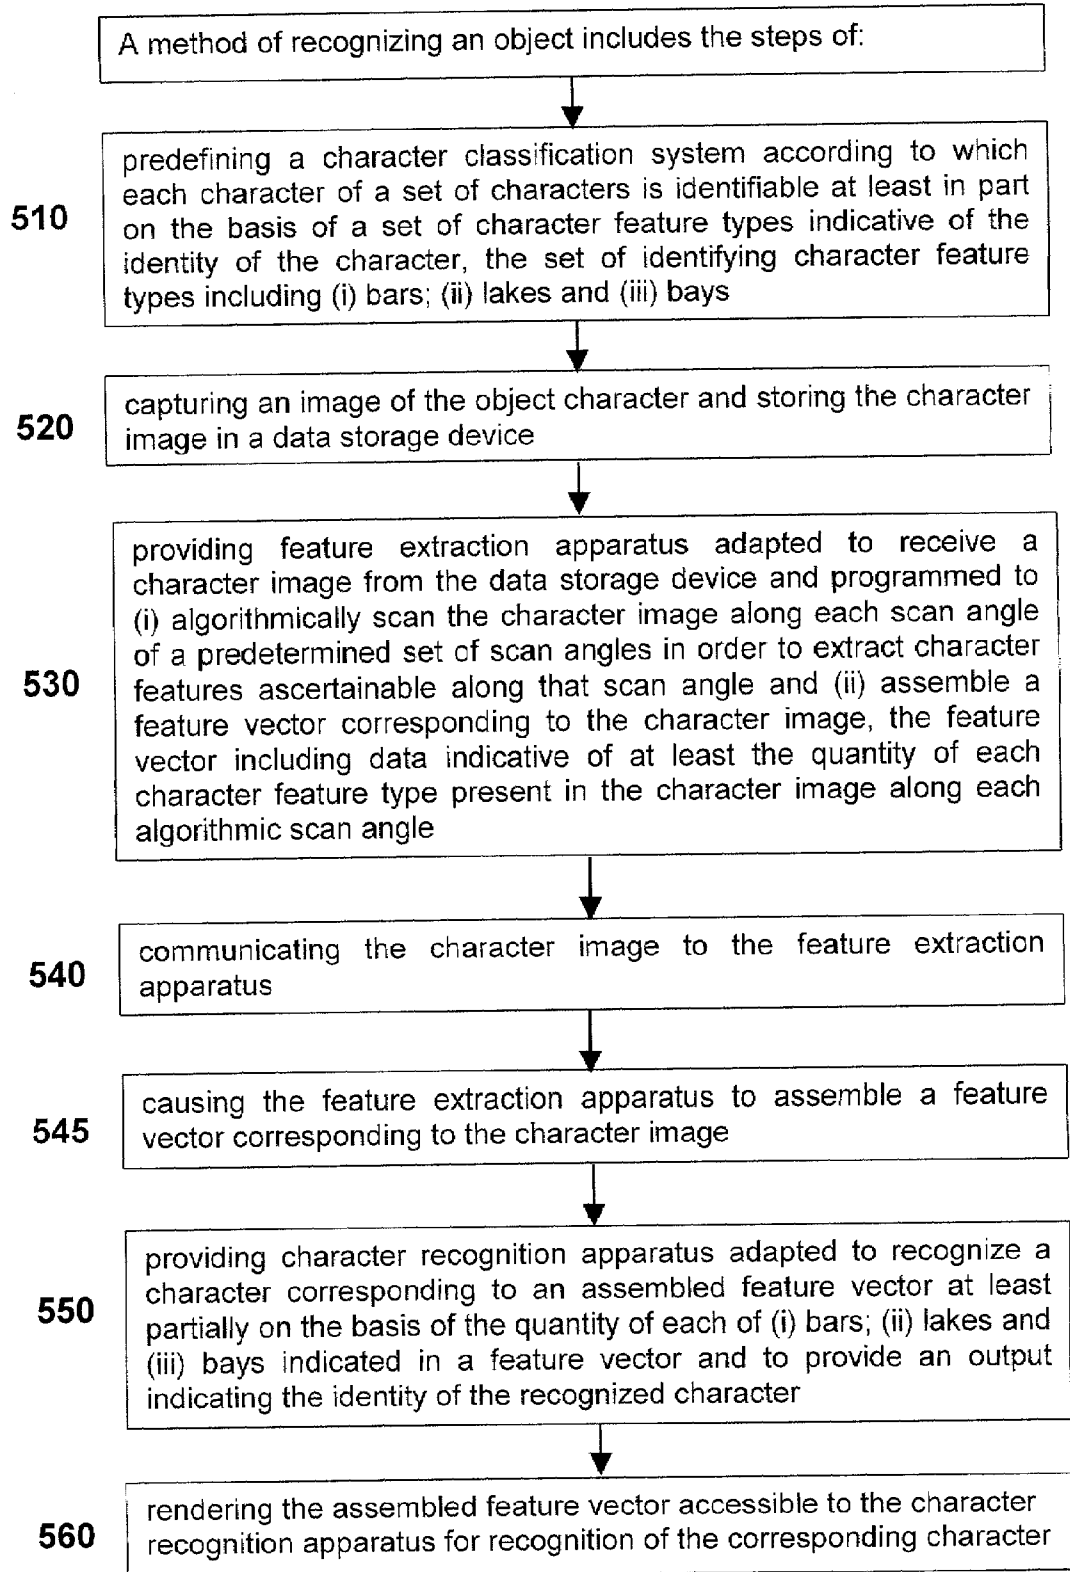 A method of recognizing an object includes the steps of:
510
predefining a character classification system according to which
each character of a set of characters is identifiable at least in part
on the basis of a set of character feature types indicative of the
identity of the character, the set of identifying character feature
types including (i) bars; (ii) lakes and (iii) bays
520
capturing an image of the object character and storing the character
image in a data storage device
530
providing feature extraction apparatus adapted to receive a
character image from the data storage device and programmed to
(i) algorithmically scan the character image along each scan angle
of a predetermined set of scan angles in order to extract character
features ascertainable along that scan angle and (ii) assemble a
feature vector corresponding to the character image, the feature
vector including data indicative of at least the quantity of each
character feature type present in the character image along each
algorithmic scan angle
540
communicating the character image to the feature extraction
apparatus
545
causing the feature extraction apparatus to assemble a feature
vector corresponding to the character image
550
providing character recognition apparatus adapted to recognize a
character corresponding to an assembled feature vector at least
partially on the basis of the quantity of each of (i) bars; (ii) lakes and
(iii) bays indicated in a feature vector and to provide an output
indicating the identity of the recognized character
560
rendering the assembled feature vector accessible to the character
recognition apparatus for recognition of the corresponding character